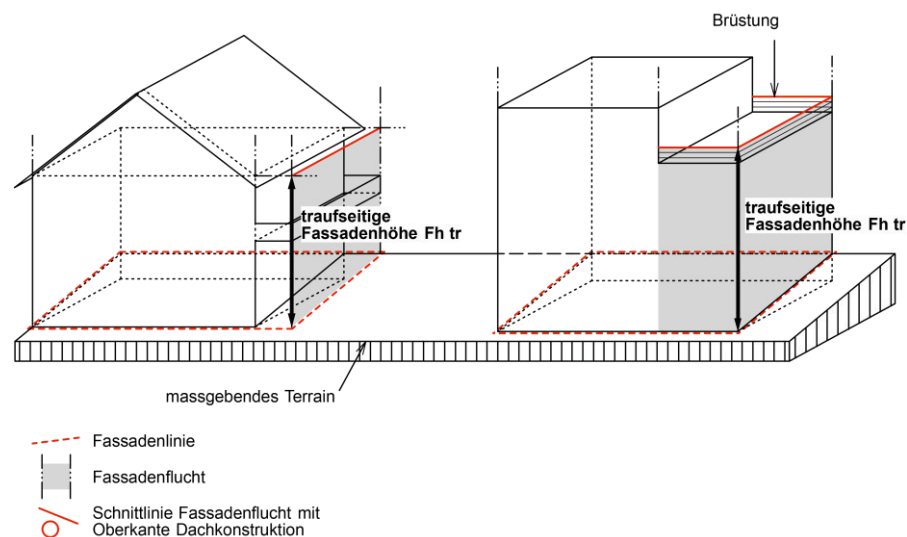 Brüstung
traufseitige
Fassadenhöhe Fh tr
traufseitige
Fassadenhöhe Fh tr
massgebendes Terrain
Fassadenlinie
Fassadenflucht
Schnittlinie Fassadenflucht mit
Oberkante Dachkonstruktion